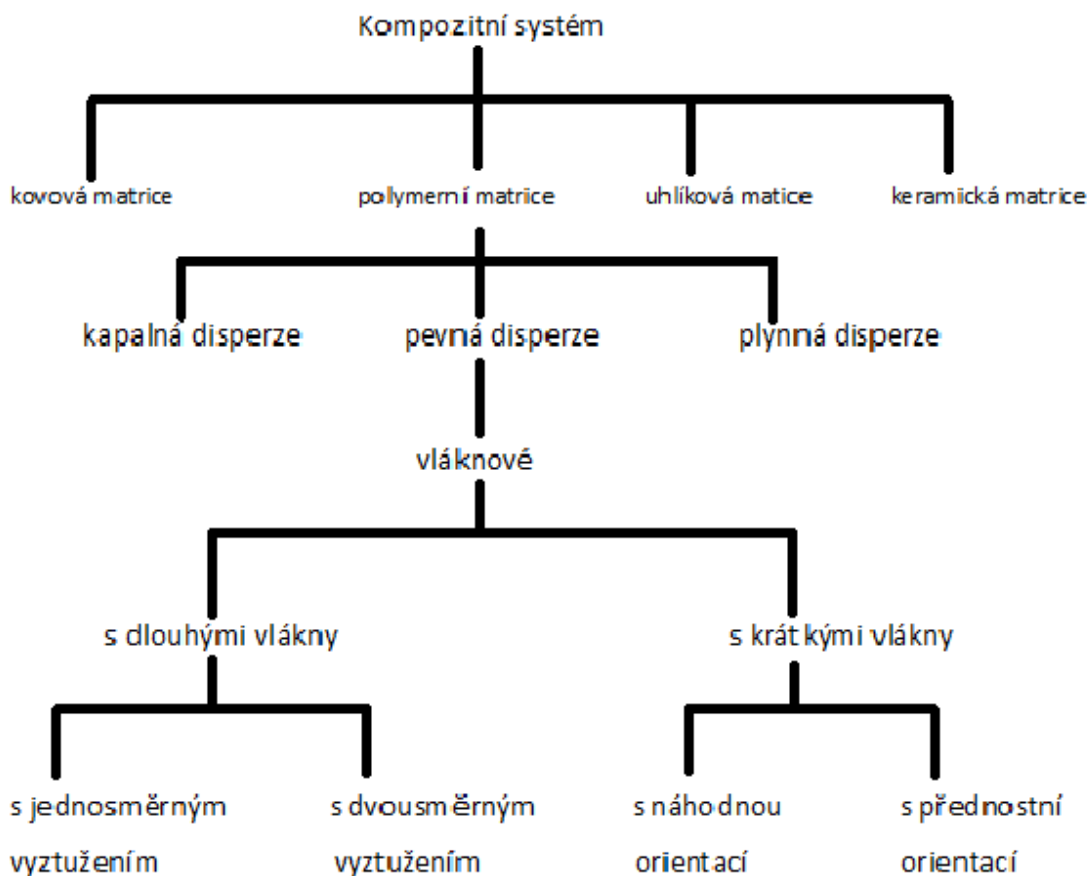 Kompozitní systém
kovová matrice
polymerní matrice
uhlíková matice
keramická matrice
kapalná disperze
pevná disperze
plynná disperze
vláknové
s dlouhými vlákny
s krátkými vlákny
s jednosměrným
vyztužením
s dvousměrným
vyztužením
s náhodnou
orientací
s přednostní
orientací